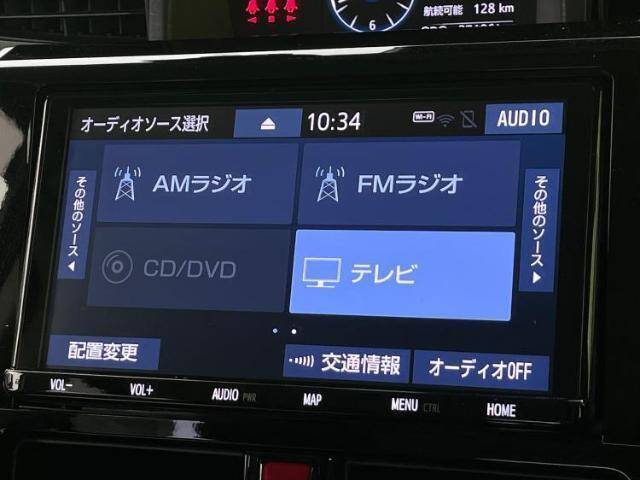 6
航続可能 128 km
オーディオソース選択 ⏏ 10:34 Wi-Fi AUDIO
その他のソース
AMラジオ
FMラジオ
その他のソース
CD/DVD
テレビ
配置変更
交通情報
オーディオOFF
VOL− VOL+ AUDIO PWR MAP MENU CTRL HOME